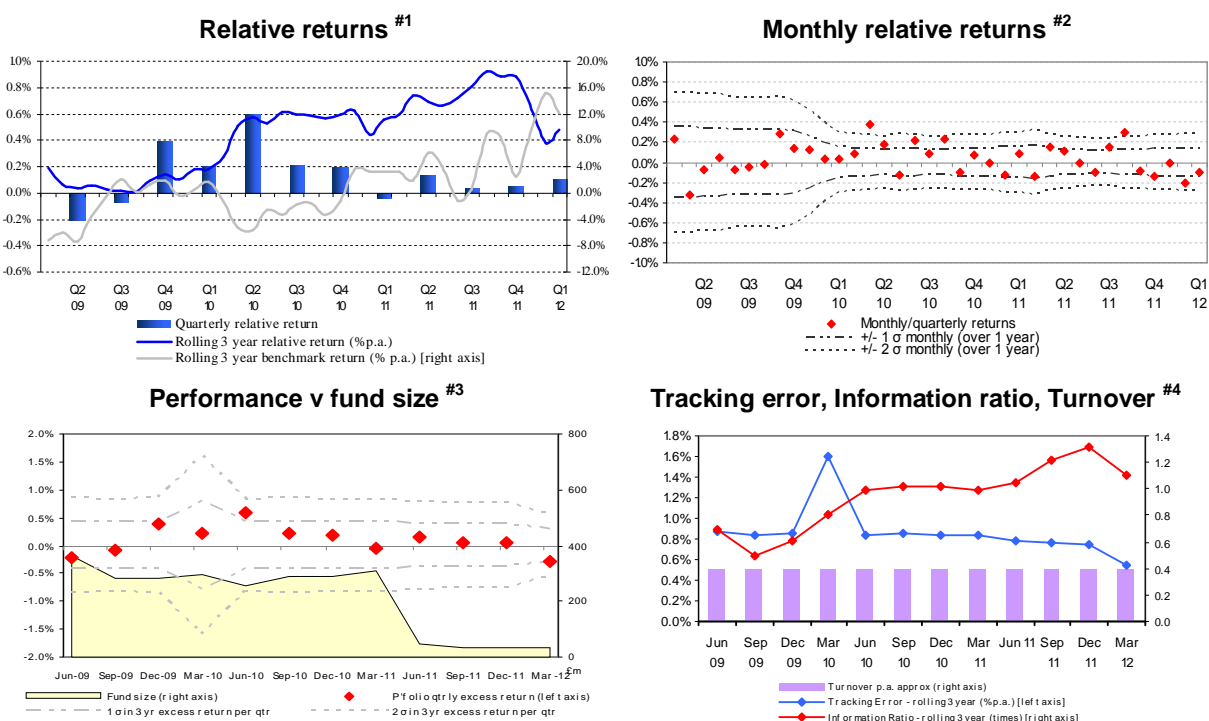 Relative returns #1
10%
0.8%
0.6%
0.4%
0.2%
0.0%
-0.2%
-0.4%
-0.6%
20.0%
16.0%
12.0%
8.0%
4.0%
0.0%
-4.0%
-8.0%
-12.0%
Q2 Q3 Q4 Q1 Q2 Q3 Q4 Q1 Q2 Q3 Q4 Q1
09 09 09 10 10 10 10 11 11 11 11 12
Quarterly relative return
Rolling 3 year relative return (%p.a.)
Rolling 3 year benchmark return (% p.a.) [right axis]
Monthly relative returns #2
10%
0.8%
0.6%
0.4%
0.2%
0.0%
-0.2%
-0.4%
-0.6%
-0.8%
-10%
Q2 Q3 Q4 Q1 Q2 Q3 Q4 Q1 Q2 Q3 Q4 Q1
09 09 09 10 10 10 10 11 11 11 11 12
Monthly/quarterly returns
+/- 1 σ monthly (over 1 year)
+/- 2 σ monthly (over 1 year)
Performance v fund size #3
2.0%
1.5%
1.0%
0.5%
0.0%
-0.5%
-1.0%
-1.5%
-2.0%
800
600
400
200
0
£m
Jun-09 Sep-09 Dec-09 Mar-10 Jun-10 Sep-10 Dec-10 Mar-11 Jun-11 Sep-11 Dec-11 Mar -12
Fund size (right axis) P'folio qtrly excess return (left axis)
1 σ in 3 yr excess return per qtr 2 σ in 3 yr excess return per qtr
Tracking error, Information ratio, Turnover #4
1.8%
1.6%
1.4%
1.2%
1.0%
0.8%
0.6%
0.4%
0.2%
0.0%
1.4
1.2
1.0
0.8
0.6
0.4
0.2
0.0
Jun Sep Dec Mar Jun Sep Dec Mar Jun 11 Sep Dec Mar
09 09 09 10 10 10 10 11 11 11 12
Turnover p.a. approx (right axis)
Tracking Error - rolling 3 year (%p.a.) [left axis]
Information Ratio - rolling 3 year (times) [right axis]